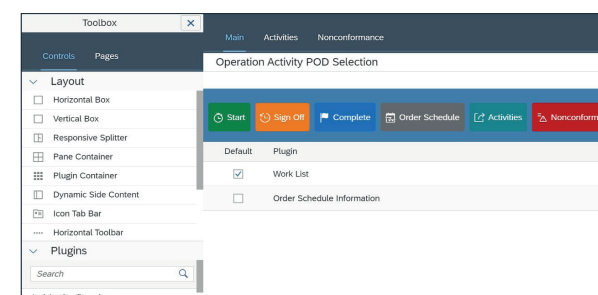 Toolbox
Controls Pages
Layout
Horizontal Box
Vertical Box
Responsive Splitter
Pane Container
Plugin Container
Dynamic Side Content
Icon Tab Bar
Horizontal Toolbar
Plugins
Search
Main Activities Nonconformance
Operation Activity POD Selection
Start Sign Off Complete Order Schedule Activities Nonconform
Default Plugin
Work List
Order Schedule Information